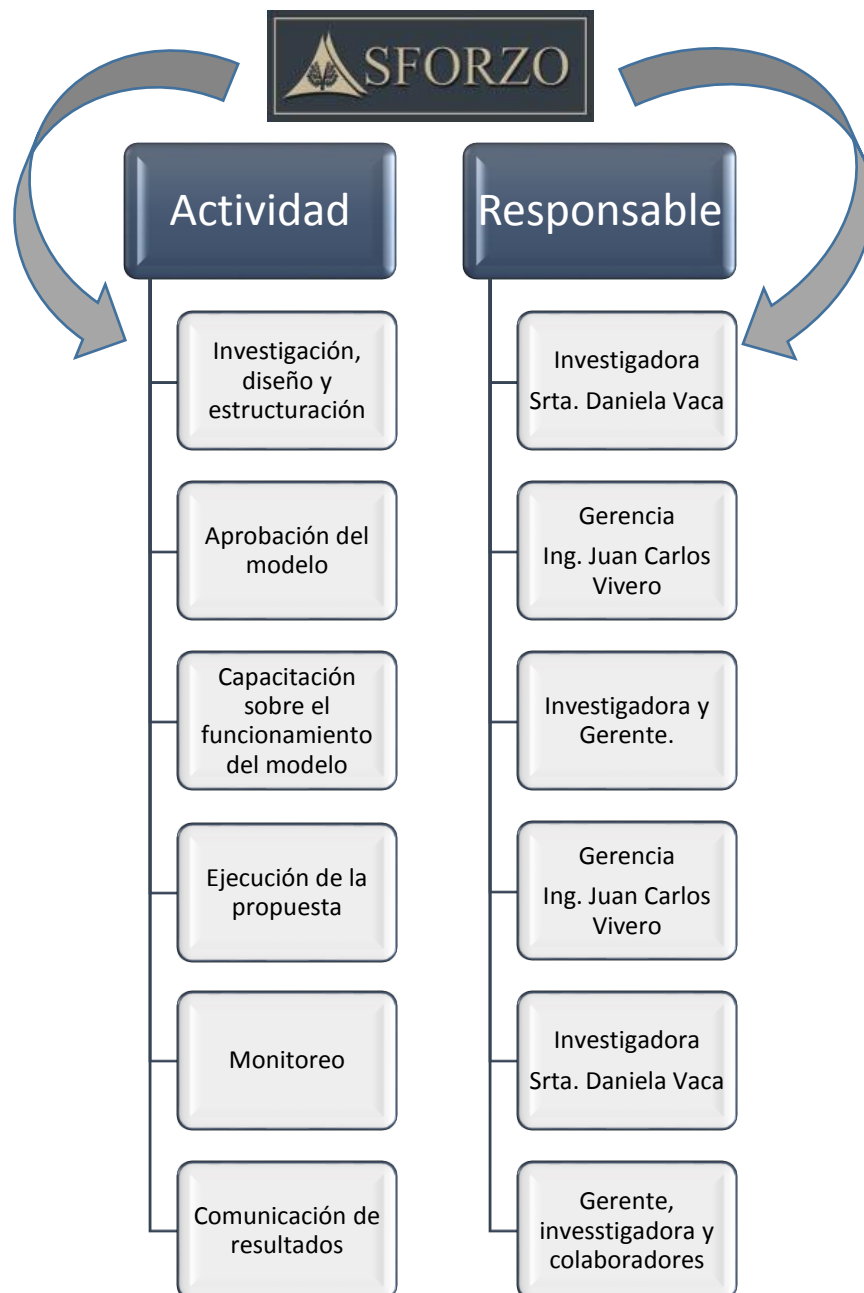 SFORZO
Actividad
Investigación,
diseño y
estructuración
Aprobación del
modelo
Capacitación
sobre el
funcionamiento
del modelo
Ejecución de la
propuesta
Monitoreo
Comunicación de
resultados
Responsable
Investigadora
Srta. Daniela Vaca
Gerencia
Ing. Juan Carlos
Vivero
Investigadora y
Gerente.
Gerencia
Ing. Juan Carlos
Vivero
Investigadora
Srta. Daniela Vaca
Gerente,
invesstigadora y
colaboradores